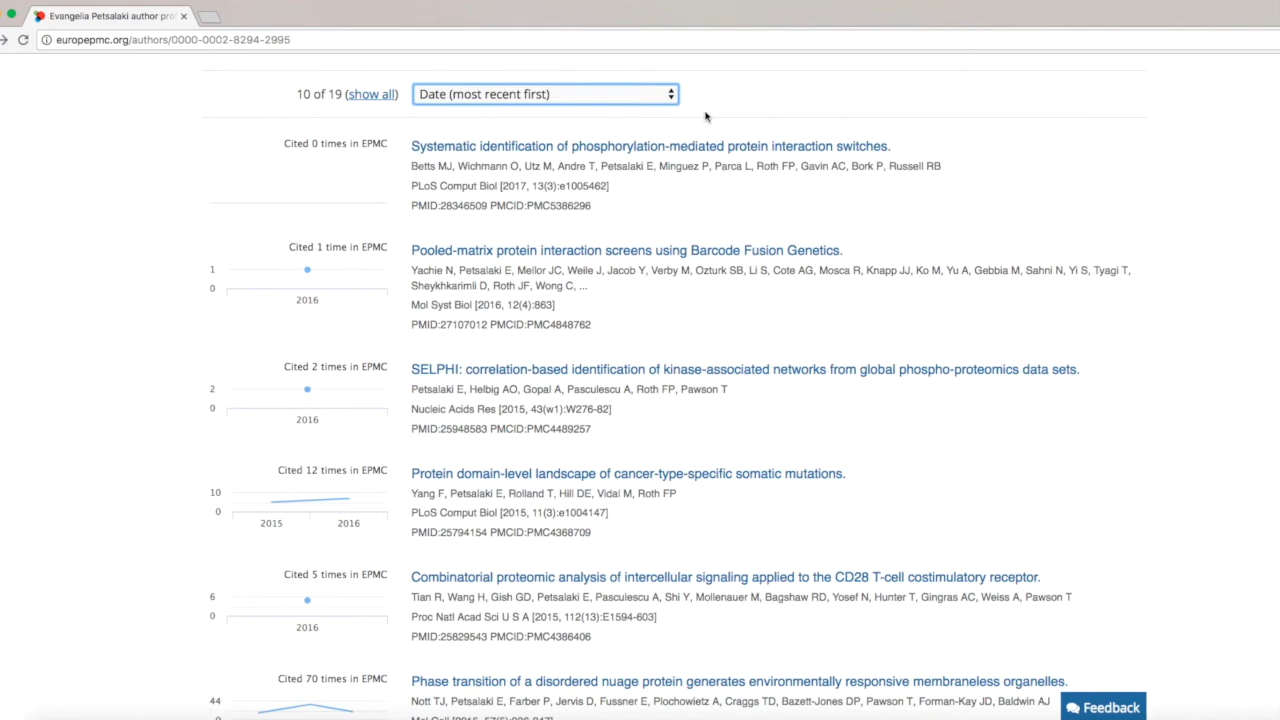 Evangelia Petsalaki author prof
europepmc.org/authors/0000-0002-8294-2995
10 of 19 (show all) Date (most recent first)
Cited 0 times in EPMC
Systematic identification of phosphorylation-mediated protein interaction switches.
Betts MJ, Wichmann O, Utz M, Andre T, Petsalaki E, Minguez P, Parca L, Roth FP, Gavin AC, Bork P, Russell RB
PLoS Comput Biol [2017, 13(3):e1005462]
PMID:28346509 PMCID:PMC5386296
Cited 1 time in EPMC
1
0
2016
Pooled-matrix protein interaction screens using Barcode Fusion Genetics.
Yachie N, Petsalaki E, Mellor JC, Weile J, Jacob Y, Verby M, Ozturk SB, Li S, Cote AG, Mosca R, Knapp JJ, Ko M, Yu A, Gebbia M, Sahni N, Yi S, Tyagi T,
Sheykhkarimli D, Roth JF, Wong C, ...
Mol Syst Biol [2016, 12(4):863]
PMID:27107012 PMCID:PMC4848762
Cited 2 times in EPMC
2
0
2016
SELPHI: correlation-based identification of kinase-associated networks from global phospho-proteomics data sets.
Petsalaki E, Helbig AO, Gopal A, Pasculescu A, Roth FP, Pawson T
Nucleic Acids Res [2015, 43(w1):W276-82]
PMID:25948583 PMCID:PMC4489257
Cited 12 times in EPMC
10
0
2015 2016
Protein domain-level landscape of cancer-type-specific somatic mutations.
Yang F, Petsalaki E, Rolland T, Hill DE, Vidal M, Roth FP
PLoS Comput Biol [2015, 11(3):e1004147]
PMID:25794154 PMCID:PMC4368709
Cited 5 times in EPMC
6
0
2016
Combinatorial proteomic analysis of intercellular signaling applied to the CD28 T-cell costimulatory receptor.
Tian R, Wang H, Gish GD, Petsalaki E, Pasculescu A, Shi Y, Mollenauer M, Bagshaw RD, Yosef N, Hunter T, Gingras AC, Weiss A, Pawson T
Proc Natl Acad Sci U S A [2015, 112(13):E1594-603]
PMID:25829543 PMCID:PMC4386406
Cited 70 times in EPMC
44
Phase transition of a disordered nuage protein generates environmentally responsive membraneless organelles.
Nott TJ, Petsalaki E, Farber P, Jervis D, Fussner E, Plochowietz A, Craggs TD, Bazett-Jones DP, Pawson T, Forman-Kay JD, Baldwin AJ
Feedback